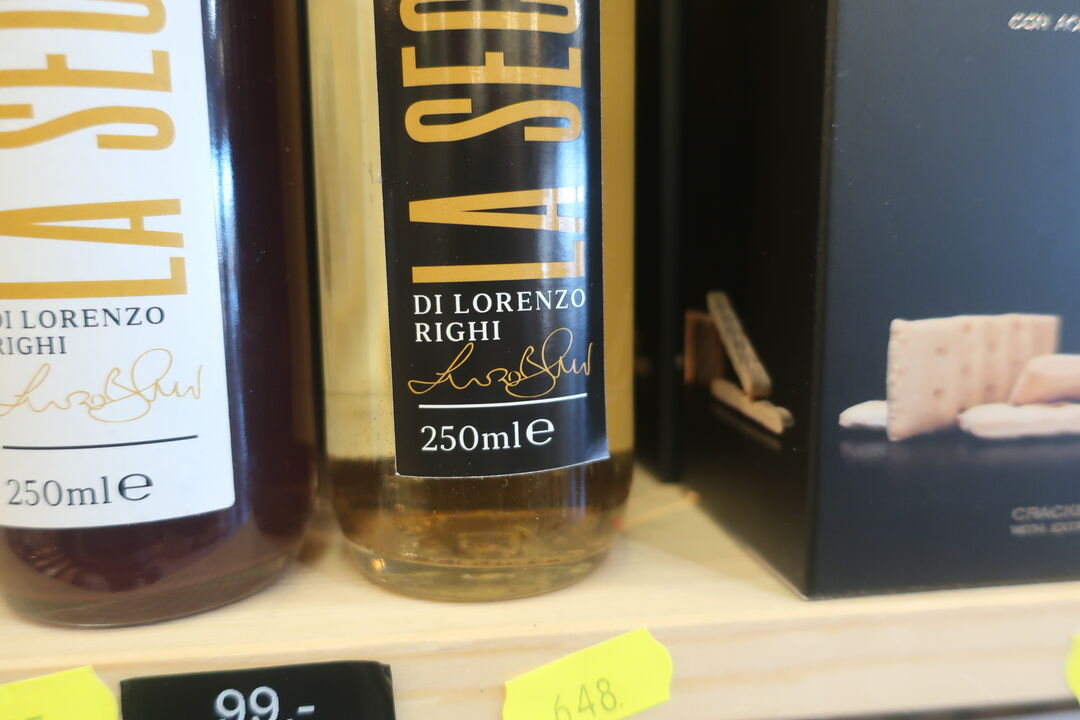 LA SEC
DI LORENZO
RIGHI
250ml e
LA SEC
DI LORENZO
RIGHI
250ml e
99.-
648.